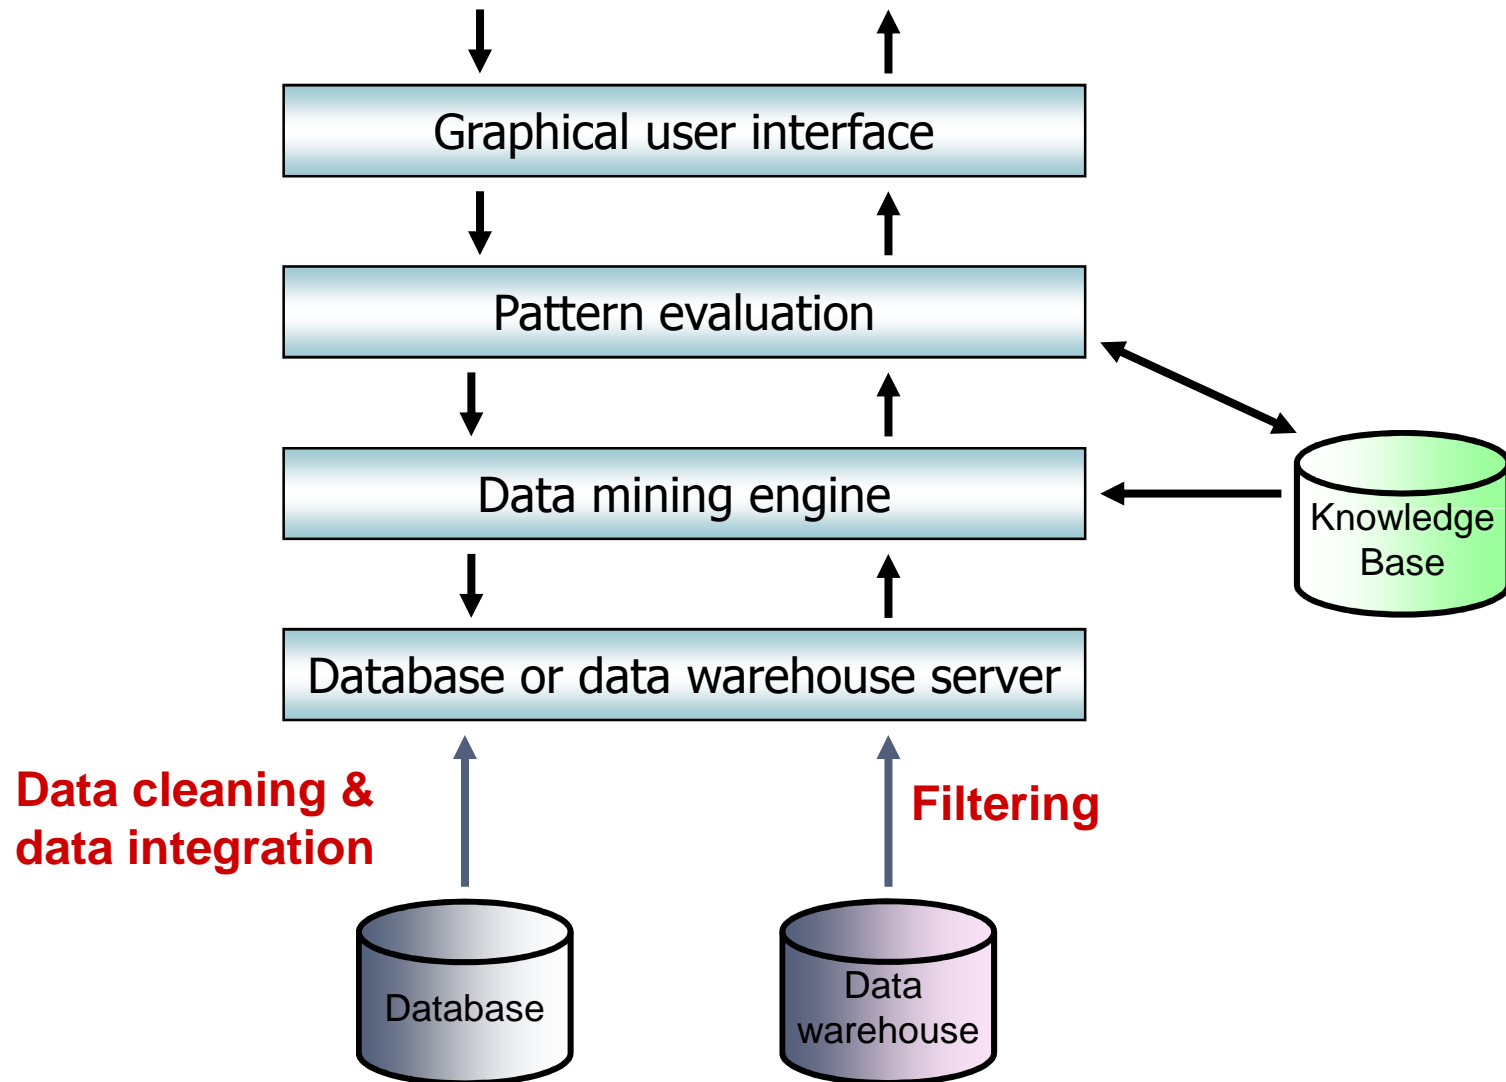 Graphical user interface
Pattern evaluation
Data mining engine
Knowledge
Base
Database or data warehouse server
Data cleaning &
data integration
Filtering
Database
Data
warehouse